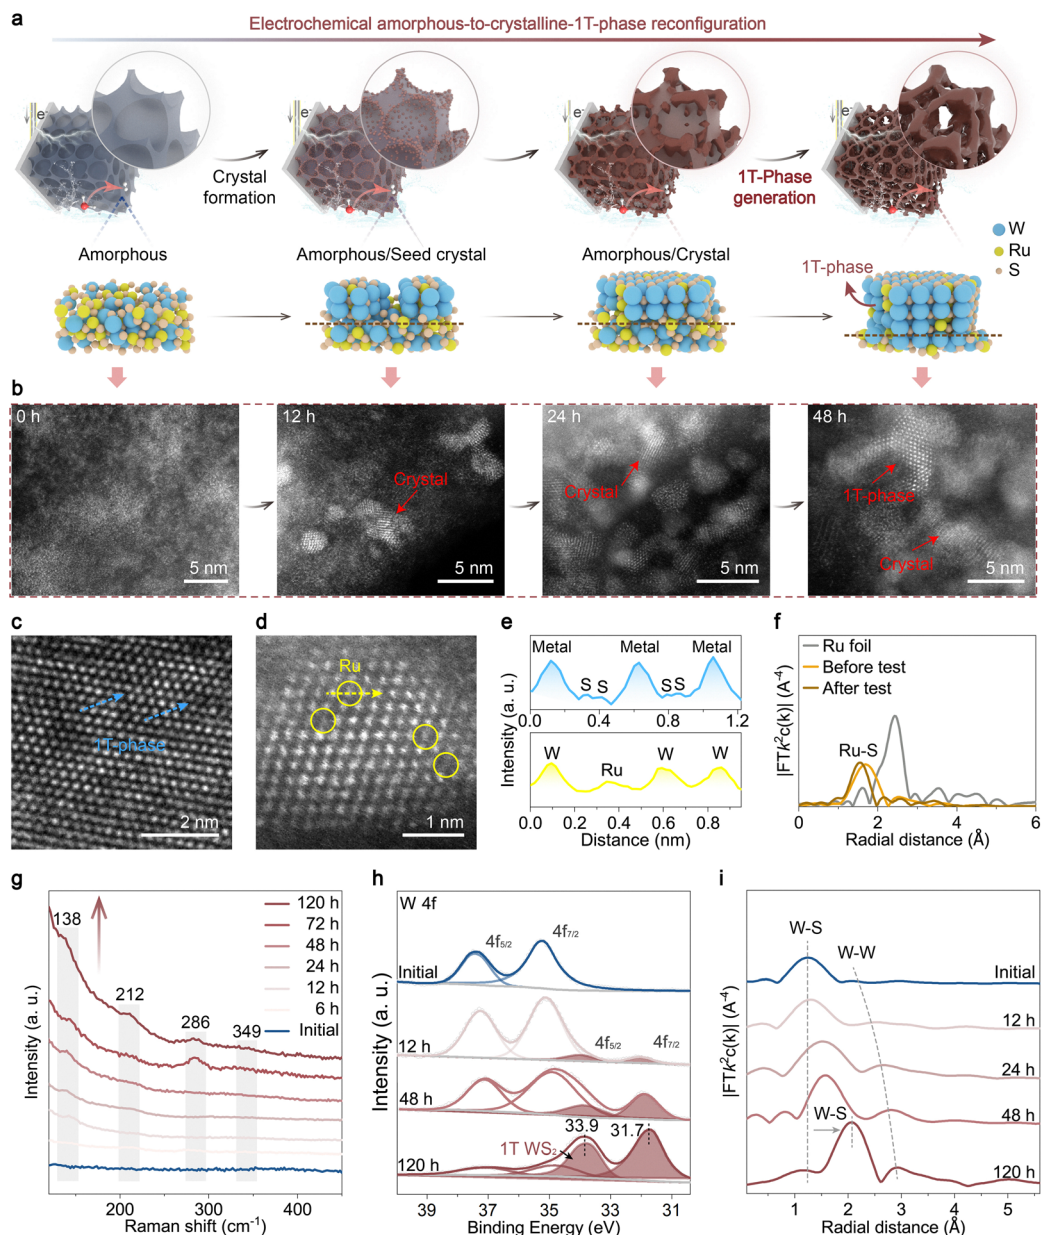 a
Electrochemical amorphous-to-crystalline-1T-phase reconfiguration
e⁻
e⁻
e⁻
e⁻
Crystal
formation
1T-Phase
generation
Amorphous
Amorphous/Seed crystal
Amorphous/Crystal
1T-phase
W
Ru
S
b
0 h
5 nm
12 h
Crystal
5 nm
24 h
Crystal
5 nm
48 h
1T-phase
Crystal
5 nm
c
1T-phase
2 nm
d
Ru
1 nm
e
Intensity (a. u.)
Metal
Metal
Metal
S S
S S
0.0 0.4 0.8 1.2
W
Ru
W
W
0.0 0.2 0.4 0.6 0.8
Distance (nm)
f
|FTk²c(k)| (A⁻⁴)
Ru foil
Before test
After test
Ru-S
0 2 4 6
Radial distance (Å)
g
Intensity (a. u.)
138
212
286
349
120 h
72 h
48 h
24 h
12 h
6 h
Initial
200 300 400
Raman shift (cm⁻¹)
h
Intensity (a. u.)
W 4f
4f₅/₂
4f₇/₂
Initial
12 h
4f₅/₂
4f₇/₂
48 h
33.9
31.7
1T WS₂
120 h
39 37 35 33 31
Binding Energy (eV)
i
|FTk²c(k)| (A⁻⁴)
W-S
W-W
Initial
12 h
24 h
48 h
W-S
120 h
1 2 3 4 5
Radial distance (Å)